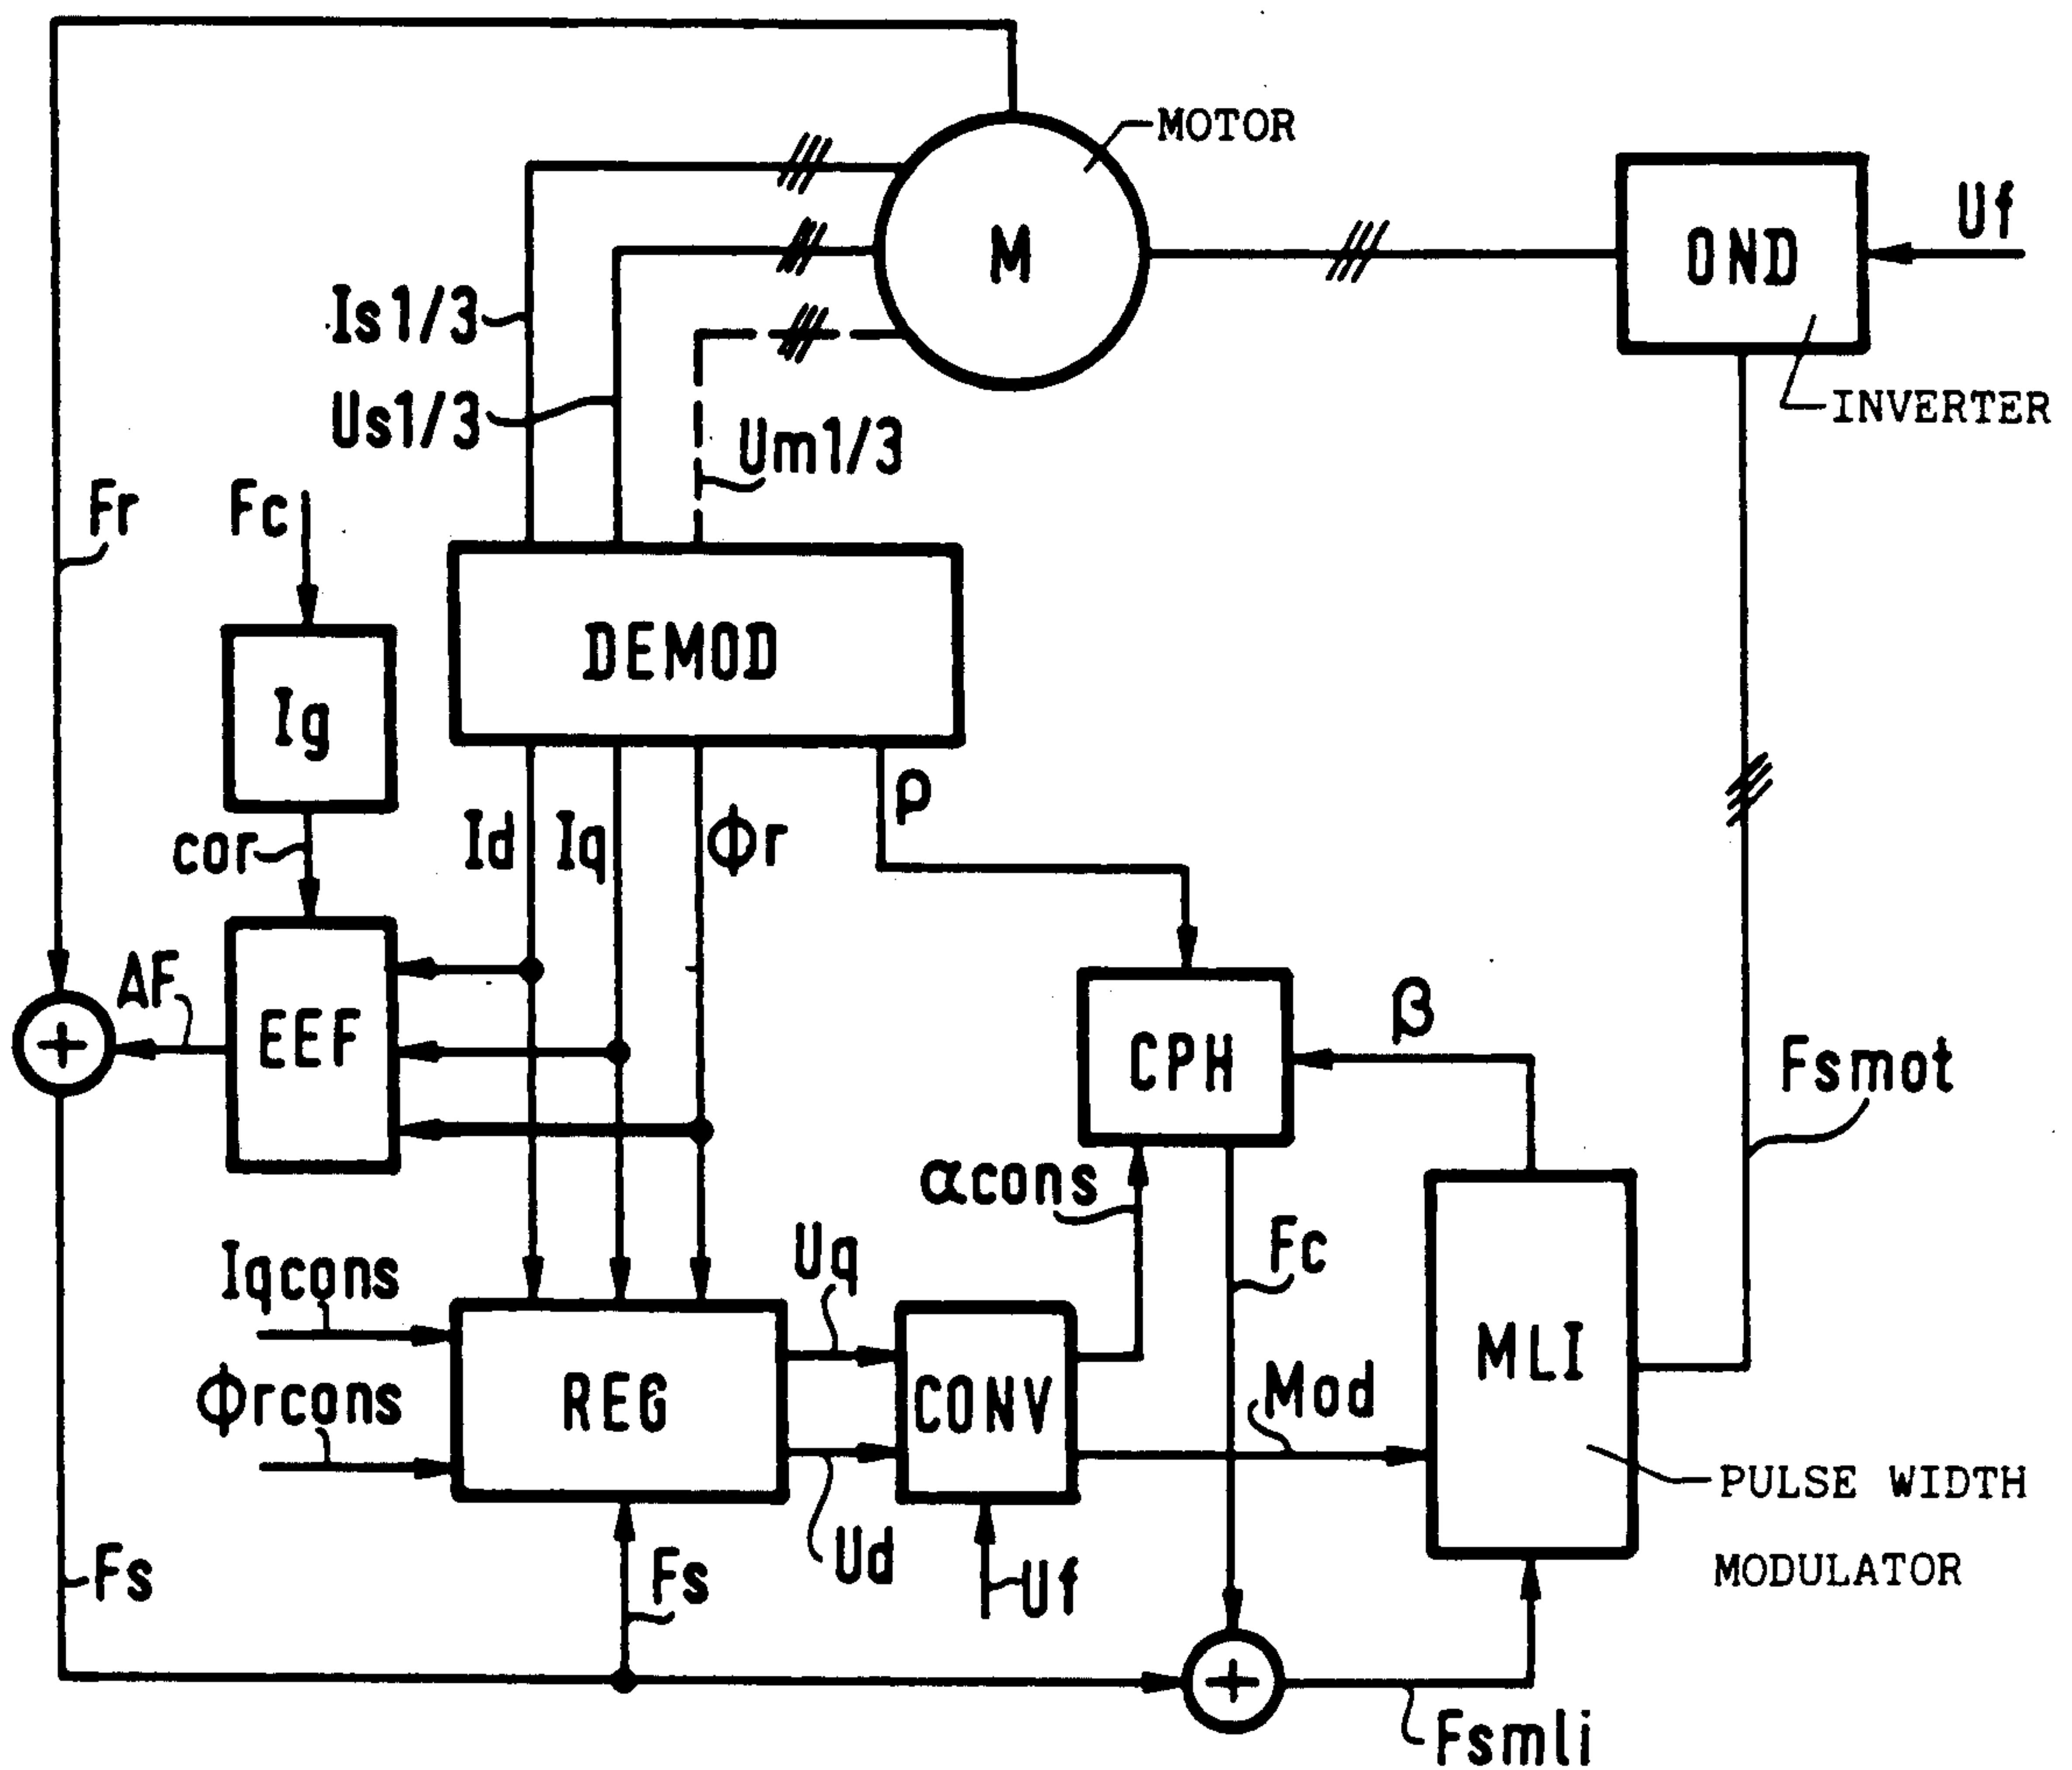 MOTOR
M
OND
Uf
INVERTER
Is1/3
Us1/3
Um1/3
Fr
Fc
DEMOD
Ig
cor
Id
Iq
Φr
ρ
ΔF
EEF
CPH
β
Fsmot
αcons
Fc
Iqcons
Uq
Φrcons
REG
CONV
Mod
MLI
PULSE WIDTH
MODULATOR
Ud
Fs
Fs
Uf
+
+
Fsmli